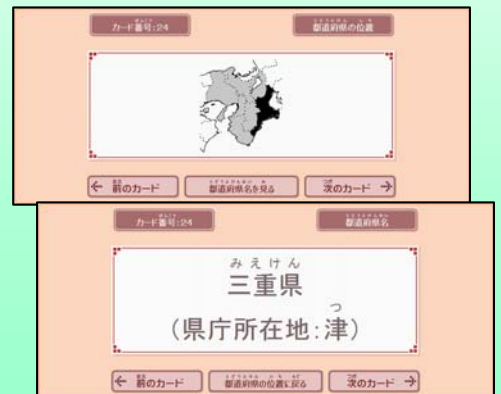 カード番号:24
都道府県の位置
← 前のカード
都道府県名を見る
次のカード →
カード番号:24
都道府県名
みえけん
三重県
つ
(県庁所在地:津)
← 前のカード
都道府県の位置に戻る
次のカード →